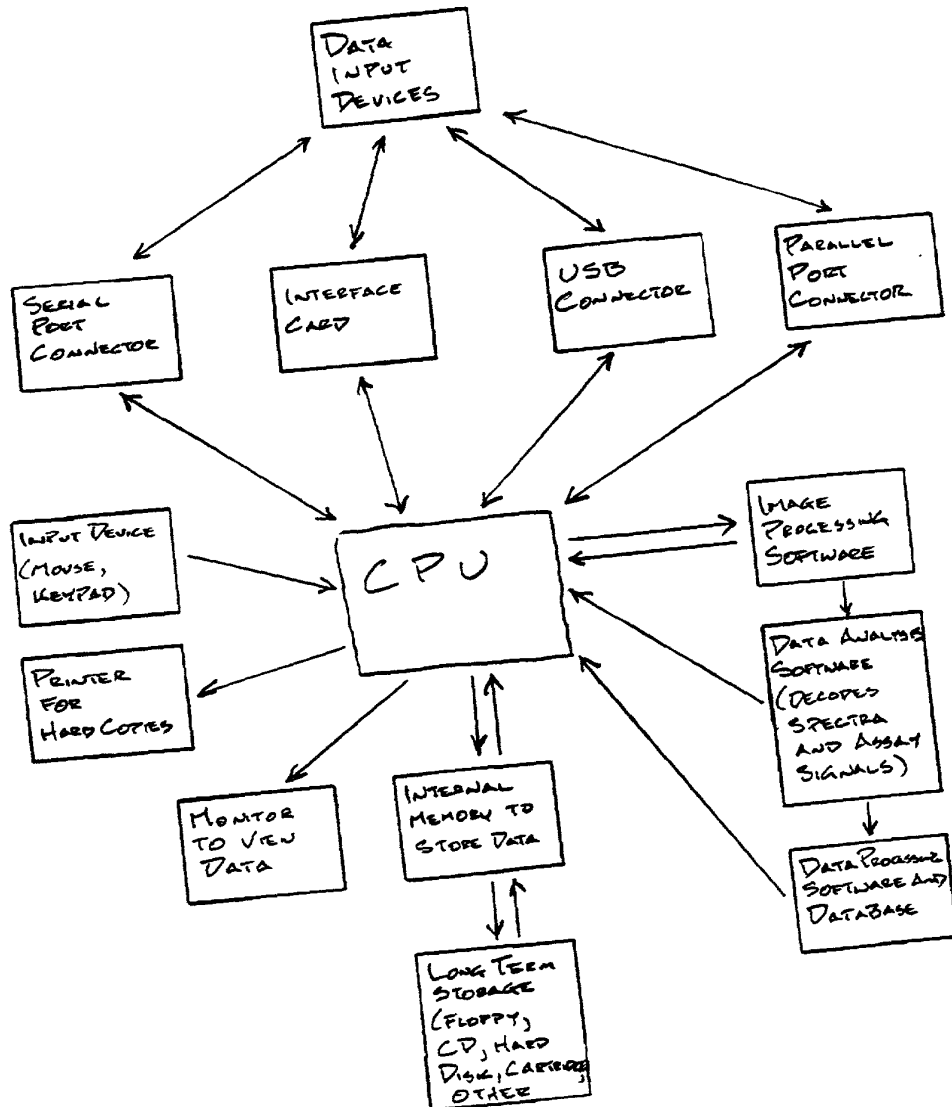 DATA
INPUT
DEVICES
SERIAL
PORT
CONNECTOR
INTERFACE
CARD
USB
CONNECTOR
PARALLEL
PORT
CONNECTOR
INPUT DEVICE
(MOUSE,
KEYPAD)
CPU
IMAGE
PROCESSING
SOFTWARE
PRINTER
FOR
HARD COPIES
DATA ANALYSIS
SOFTWARE
(DECODES
SPECTRA
AND ASSAY
SIGNALS)
MONITOR
TO VIEW
DATA
INTERNAL
MEMORY TO
STORE DATA
DATA PROCESSING
SOFTWARE AND
DATABASE
LONG TERM
STORAGE
(FLOPPY,
CD, HARD
DISK, CARTRIDGE,
OTHER